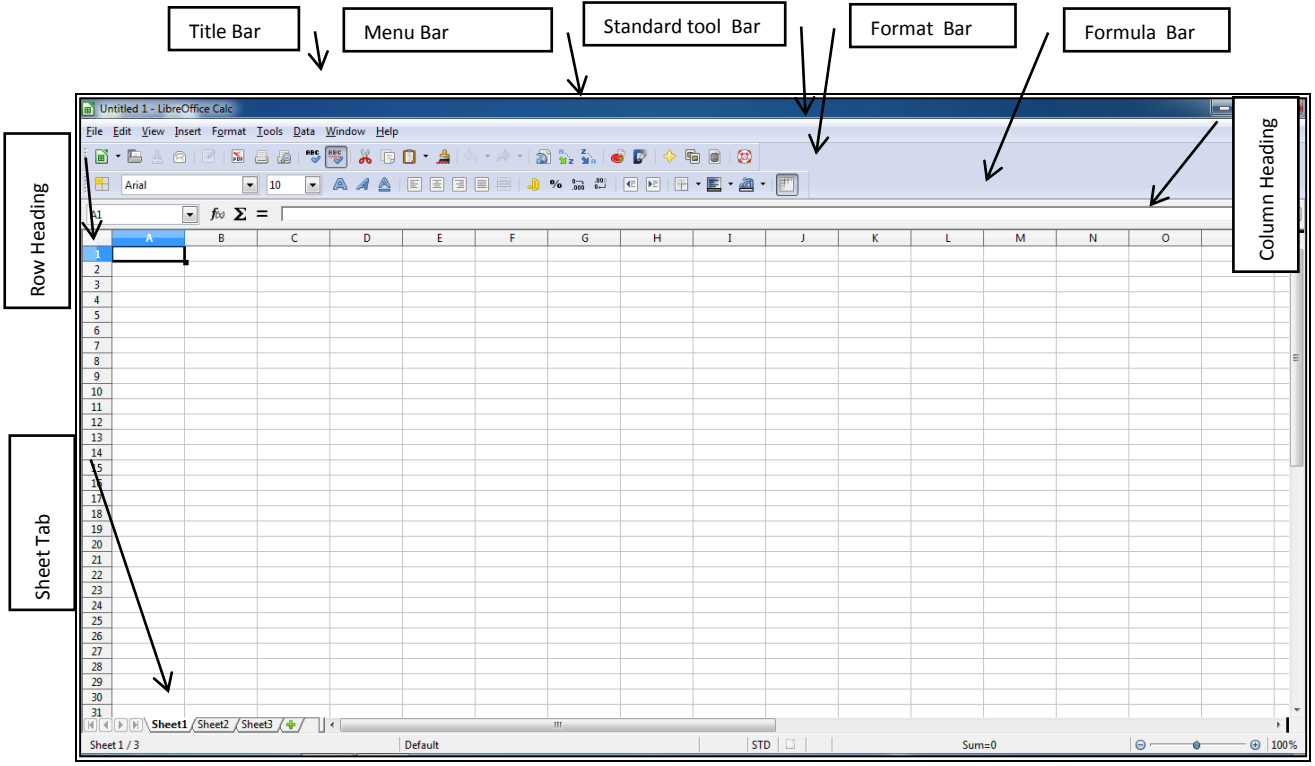 Title Bar
Menu Bar
Standard tool Bar
Format Bar
Formula Bar
Row Heading
Column Heading
Sheet Tab
Untitled 1 - LibreOffice Calc
File Edit View Insert Format Tools Data Window Help
Arial 10
A1 f(x) Σ =
A B C D E F G H I J K L M N O
1
2
3
4
5
6
7
8
9
10
11
12
13
14
15
16
17
18
19
20
21
22
23
24
25
26
27
28
29
30
31
Sheet1 Sheet2 Sheet3
Sheet 1 / 3 Default STD Sum=0 100%